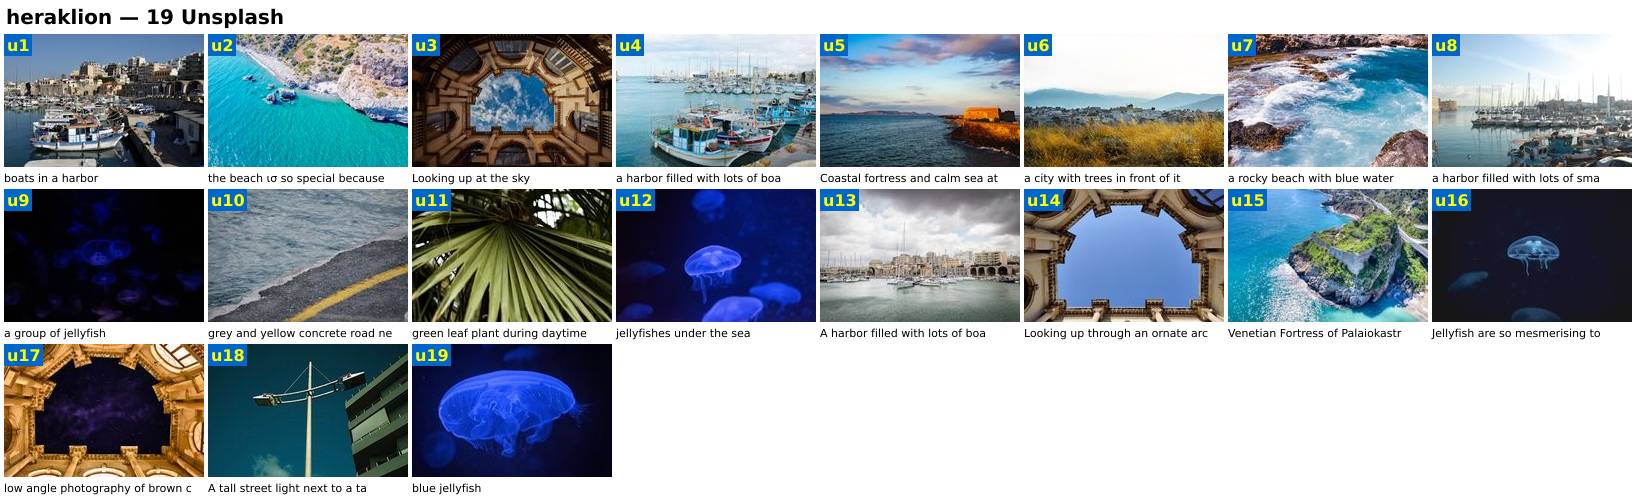 heraklion — 19 Unsplash
u1
u2
u3
u4
u5
u6
u7
u8
boats in a harbor
the beach ισ so special because
Looking up at the sky
a harbor filled with lots of boa
Coastal fortress and calm sea at
a city with trees in front of it
a rocky beach with blue water
a harbor filled with lots of sma
u9
u10
u11
u12
u13
u14
u15
u16
a group of jellyfish
grey and yellow concrete road ne
green leaf plant during daytime
jellyfishes under the sea
A harbor filled with lots of boa
Looking up through an ornate arc
Venetian Fortress of Palaiokastr
Jellyfish are so mesmerising to
u17
u18
u19
low angle photography of brown c
A tall street light next to a ta
blue jellyfish